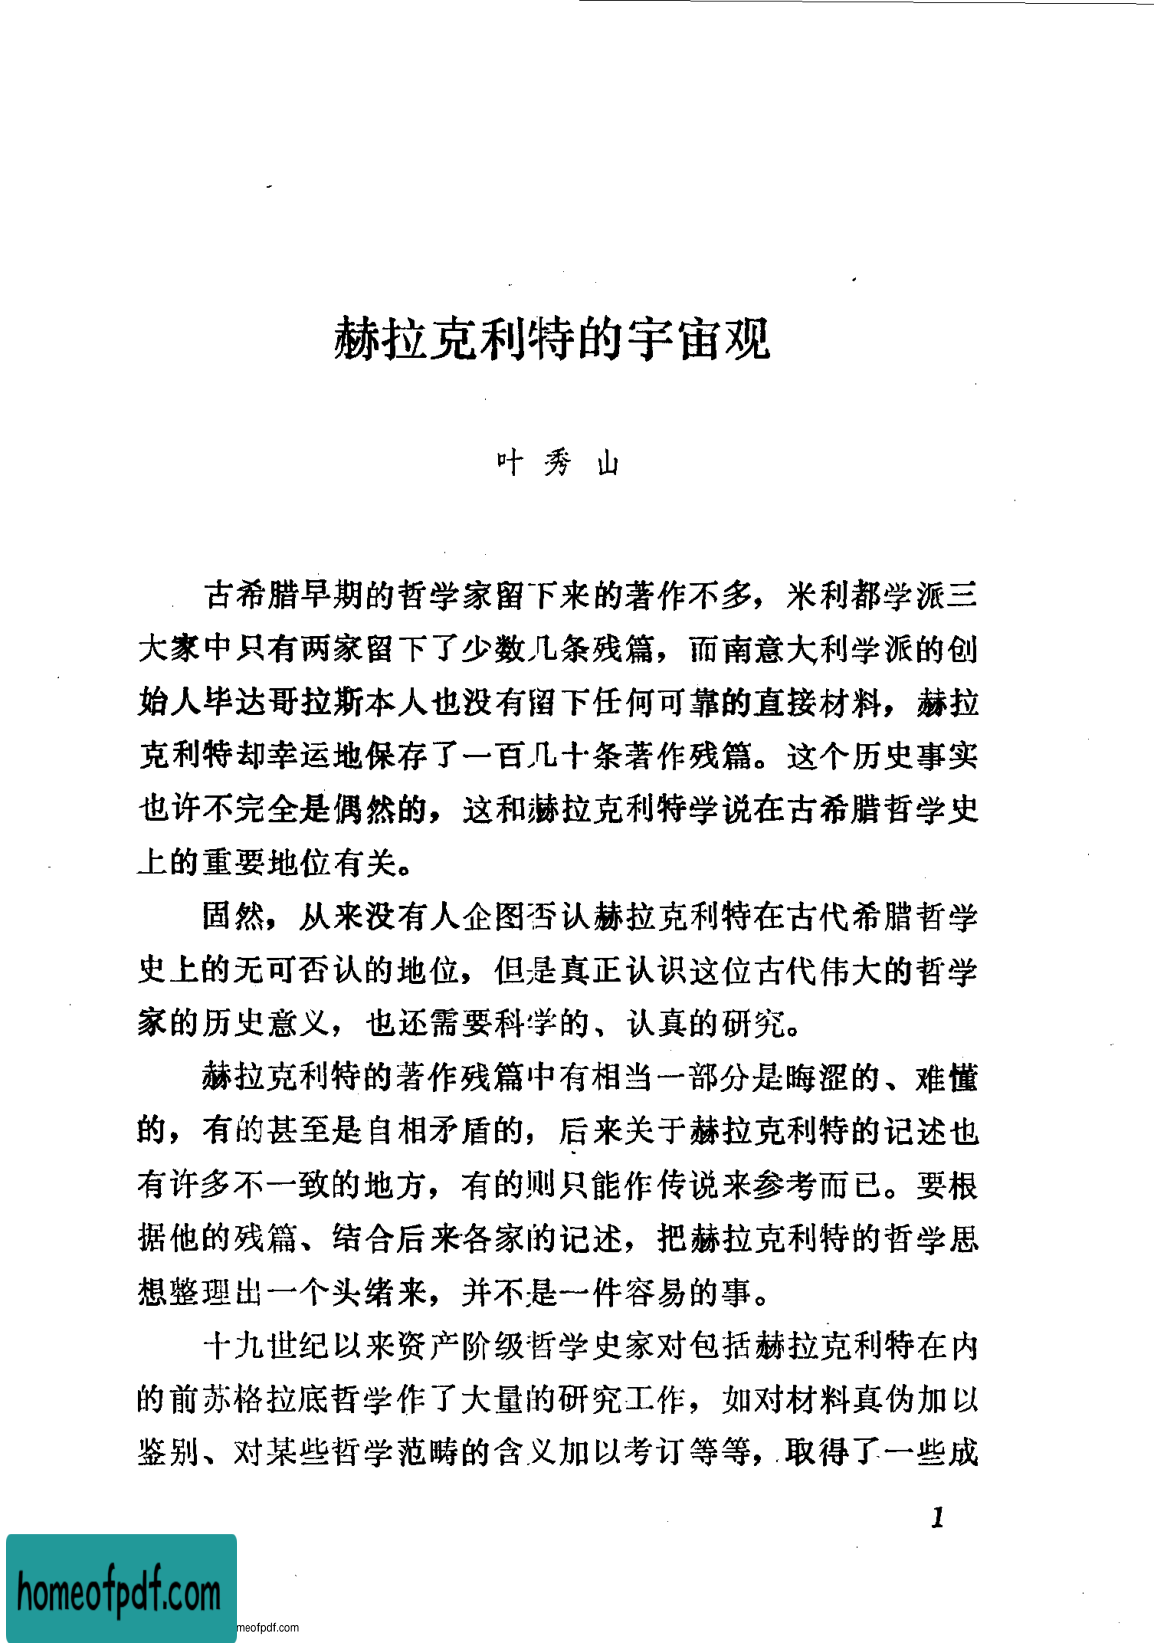 赫拉克利特的宇宙观
叶秀山
古希腊早期的哲学家留下来的著作不多，米利都学派三
大家中只有两家留下了少数几条残篇，而南意大利学派的创
始人毕达哥拉斯本人也没有留下任何可靠的直接材料，赫拉
克利特却幸运地保存了一百几十条著作残篇。这个历史事实
也许不完全是偶然的，这和赫拉克利特学说在古希腊哲学史
上的重要地位有关。
固然，从来没有人企图否认赫拉克利特在古代希腊哲学
史上的无可否认的地位，但是真正认识这位古代伟大的哲学
家的历史意义，也还需要科学的、认真的研究。
赫拉克利特的著作残篇中有相当一部分是晦涩的、难懂
的，有的甚至是自相矛盾的，后来关于赫拉克利特的记述也
有许多不一致的地方，有的则只能作传说来参考而已。要根
据他的残篇、结合后来各家的记述，把赫拉克利特的哲学思
想整理出一个头绪来，并不是一件容易的事。
十九世纪以来资产阶级哲学史家对包括赫拉克利特在内
的前苏格拉底哲学作了大量的研究工作，如对材料真伪加以
鉴别、对某些哲学范畴的含义加以考订等等，取得了一些成
1
homeofpdf.com
meofpdf.com